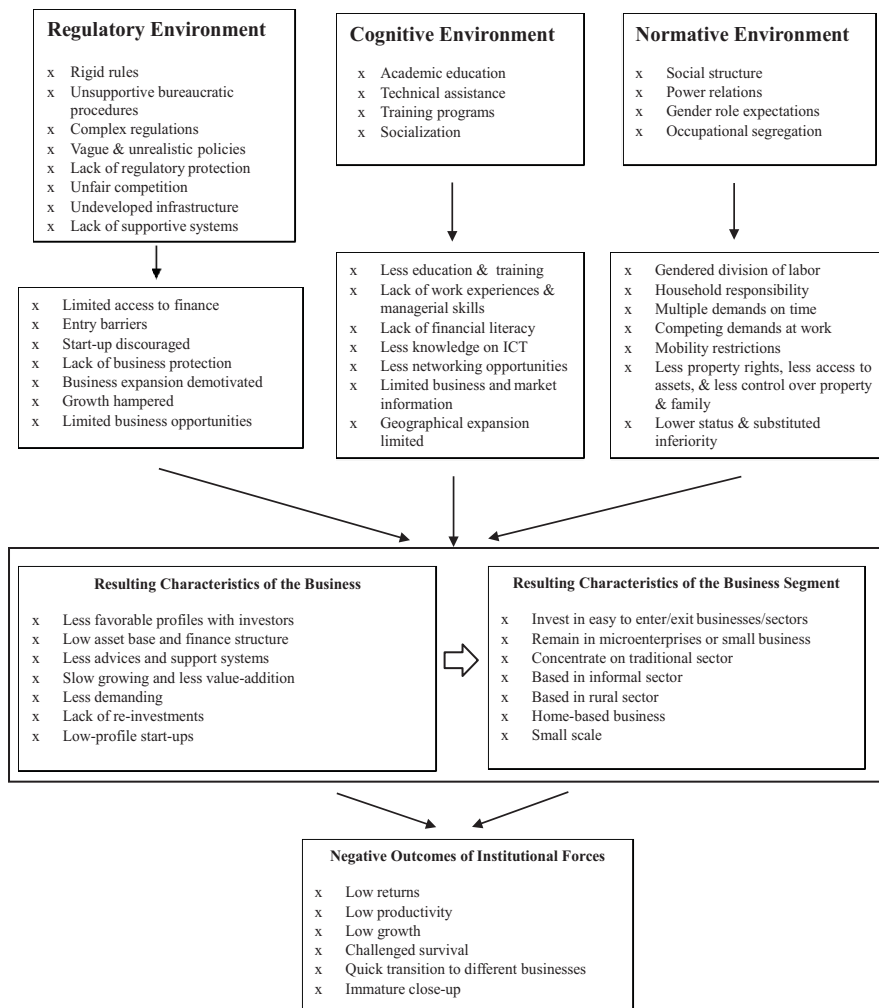 Regulatory Environment
x Rigid rules
x Unsupportive bureaucratic
procedures
x Complex regulations
x Vague & unrealistic policies
x Lack of regulatory protection
x Unfair competition
x Undeveloped infrastructure
x Lack of supportive systems
Cognitive Environment
x Academic education
x Technical assistance
x Training programs
x Socialization
Normative Environment
x Social structure
x Power relations
x Gender role expectations
x Occupational segregation
x Limited access to finance
x Entry barriers
x Start-up discouraged
x Lack of business protection
x Business expansion demotivated
x Growth hampered
x Limited business opportunities
x Less education & training
x Lack of work experiences &
managerial skills
x Lack of financial literacy
x Less knowledge on ICT
x Less networking opportunities
x Limited business and market
information
x Geographical expansion
limited
x Gendered division of labor
x Household responsibility
x Multiple demands on time
x Competing demands at work
x Mobility restrictions
x Less property rights, less access to
assets, & less control over property
& family
x Lower status & substituted
inferiority
Resulting Characteristics of the Business
x Less favorable profiles with investors
x Low asset base and finance structure
x Less advices and support systems
x Slow growing and less value-addition
x Less demanding
x Lack of re-investments
x Low-profile start-ups
Resulting Characteristics of the Business Segment
x Invest in easy to enter/exit businesses/sectors
x Remain in microenterprises or small business
x Concentrate on traditional sector
x Based in informal sector
x Based in rural sector
x Home-based business
x Small scale
Negative Outcomes of Institutional Forces
x Low returns
x Low productivity
x Low growth
x Challenged survival
x Quick transition to different businesses
x Immature close-up